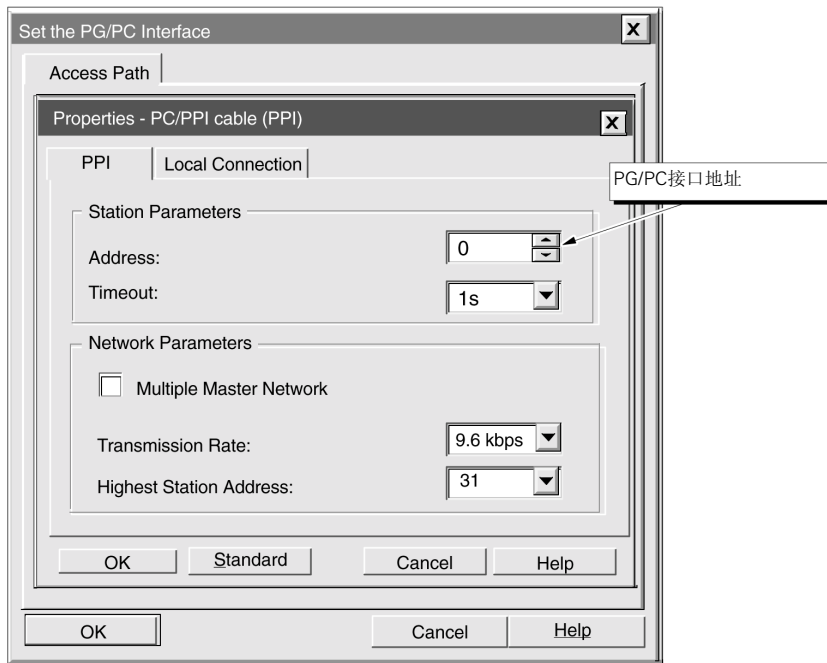 Set the PG/PC Interface
X
Access Path
Properties - PC/PPI cable (PPI)
X
PPI
Local Connection
PG/PC接口地址
Station Parameters
Address:
0
Timeout:
1s
Network Parameters
Multiple Master Network
Transmission Rate:
9.6 kbps
Highest Station Address:
31
OK
Standard
Cancel
Help
OK
Cancel
Help